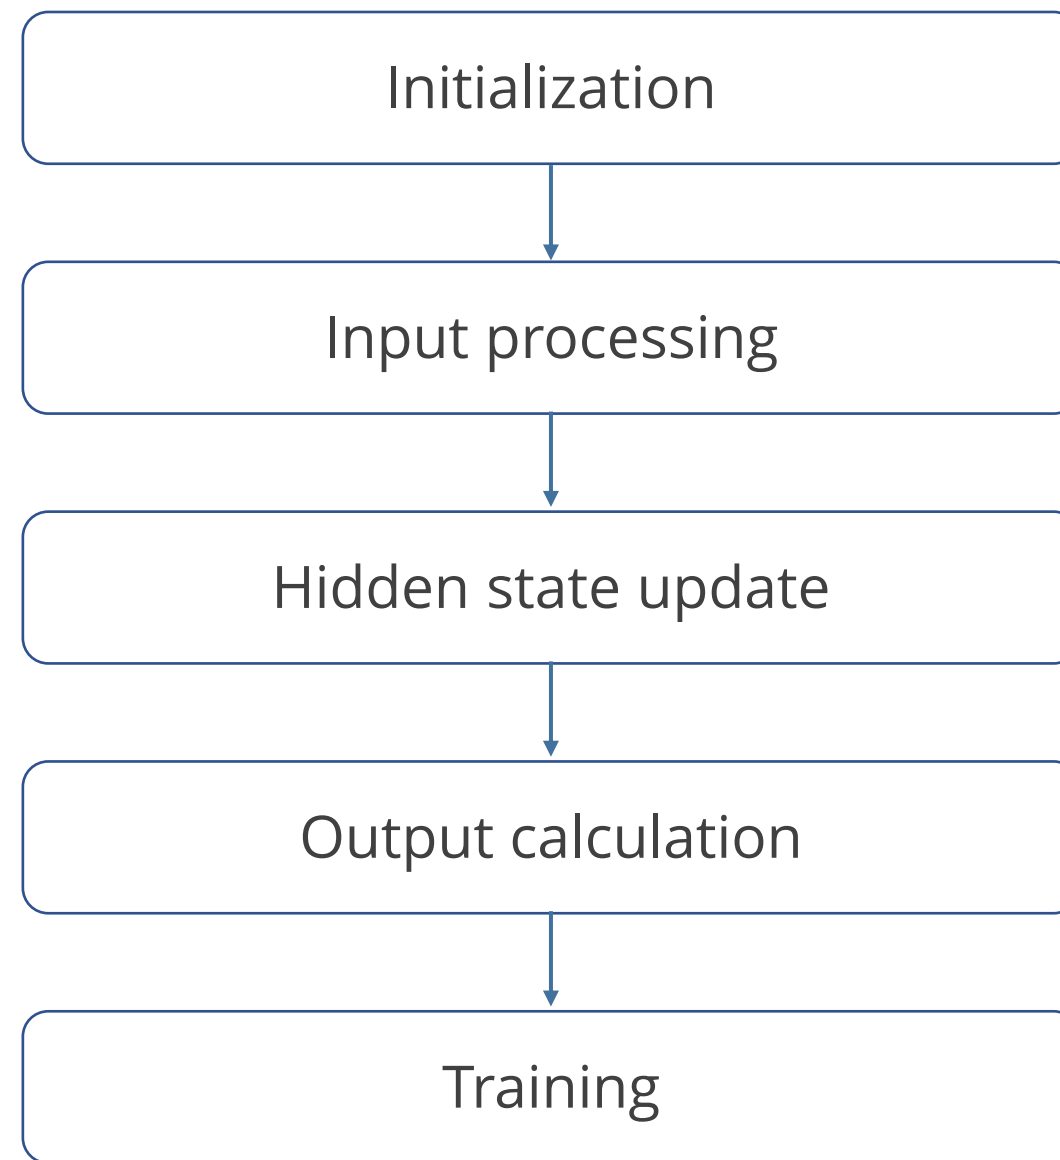 Initialization
Input processing
Hidden state update
Output calculation
Training